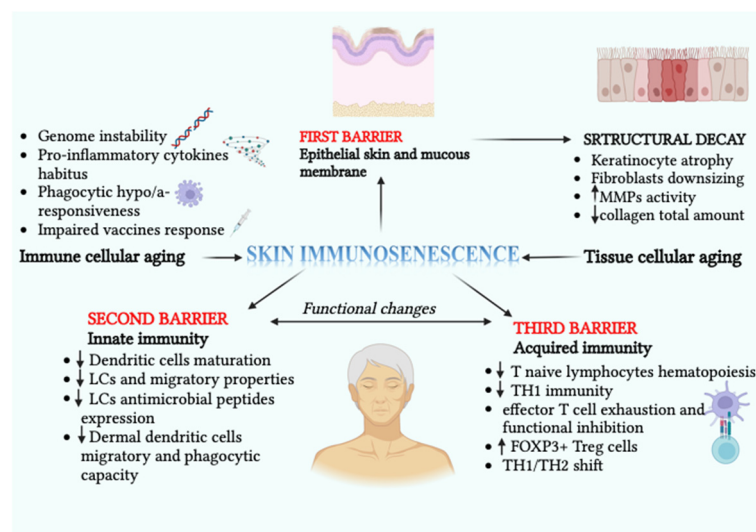 FIRST BARRIER
Epithelial skin and mucous
membrane
• Genome instability
• Pro-inflammatory cytokines
habitus
• Phagocytic hypo/a-
responsiveness
• Impaired vaccines response
Immune cellular aging
SRTRUCTURAL DECAY
• Keratinocyte atrophy
• Fibroblasts downsizing
• ↑MMPs activity
• ↓collagen total amount
Tissue cellular aging
SKIN IMMUNOSENESCENCE
Functional changes
SECOND BARRIER
Innate immunity
• ↓ Dendritic cells maturation
• ↓ LCs and migratory properties
• ↓ LCs antimicrobial peptides
expression
• ↓ Dermal dendritic cells
migratory and phagocytic
capacity
THIRD BARRIER
Acquired immunity
• ↓ T naive lymphocytes hematopoiesis
• ↓ TH1 immunity
• effector T cell exhaustion and
functional inhibition
• ↑ FOXP3+ Treg cells
• TH1/TH2 shift